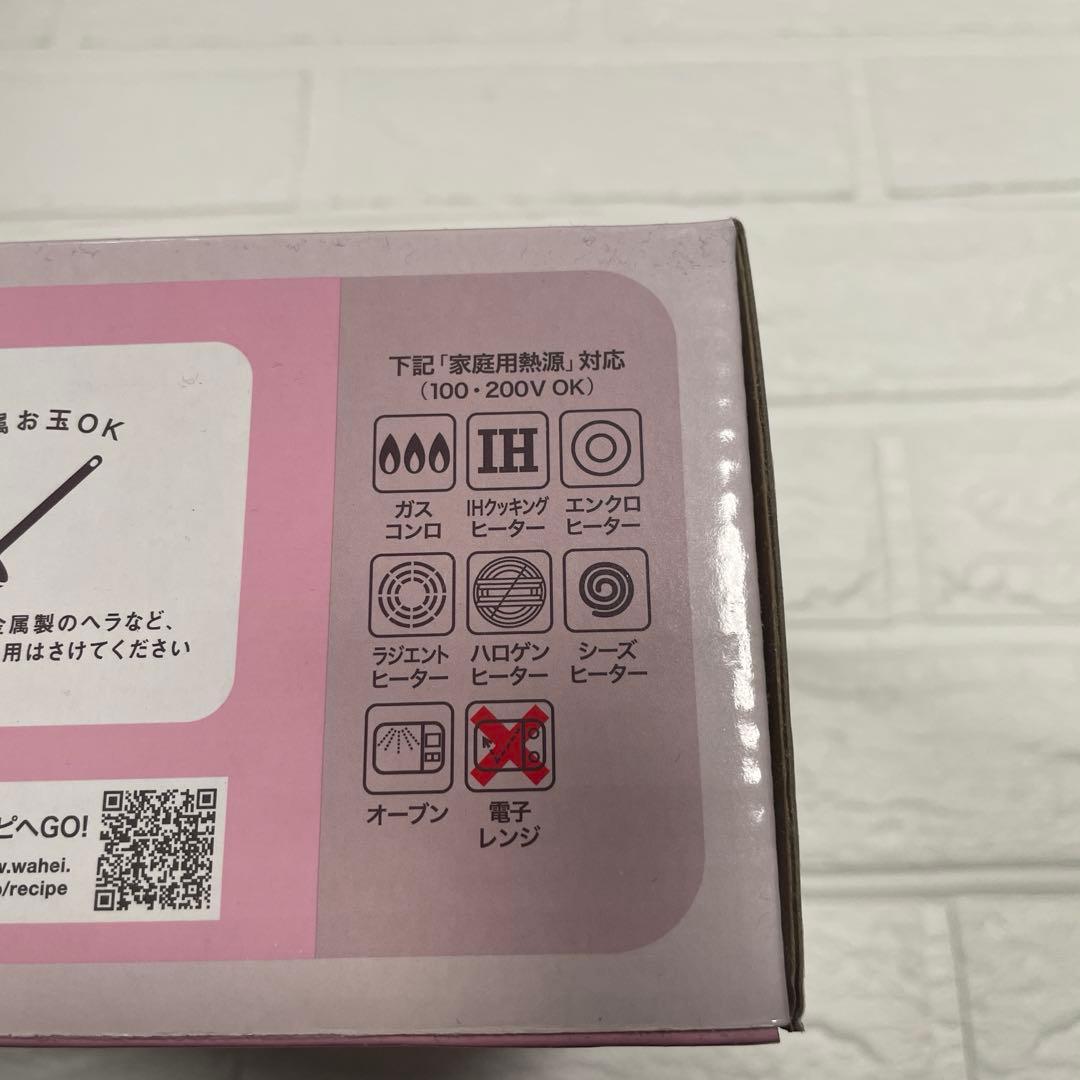 お玉OK
金属製のヘラなど、
用はさけてください
ピへGO!
w.wahei.
/recipe
下記「家庭用熱源」対応
(100・200V OK)
ガス
コンロ
IH
IHクッキング
ヒーター
エンクロ
ヒーター
ラジエント
ヒーター
ハロゲン
ヒーター
シーズ
ヒーター
オーブン
電子
レンジ